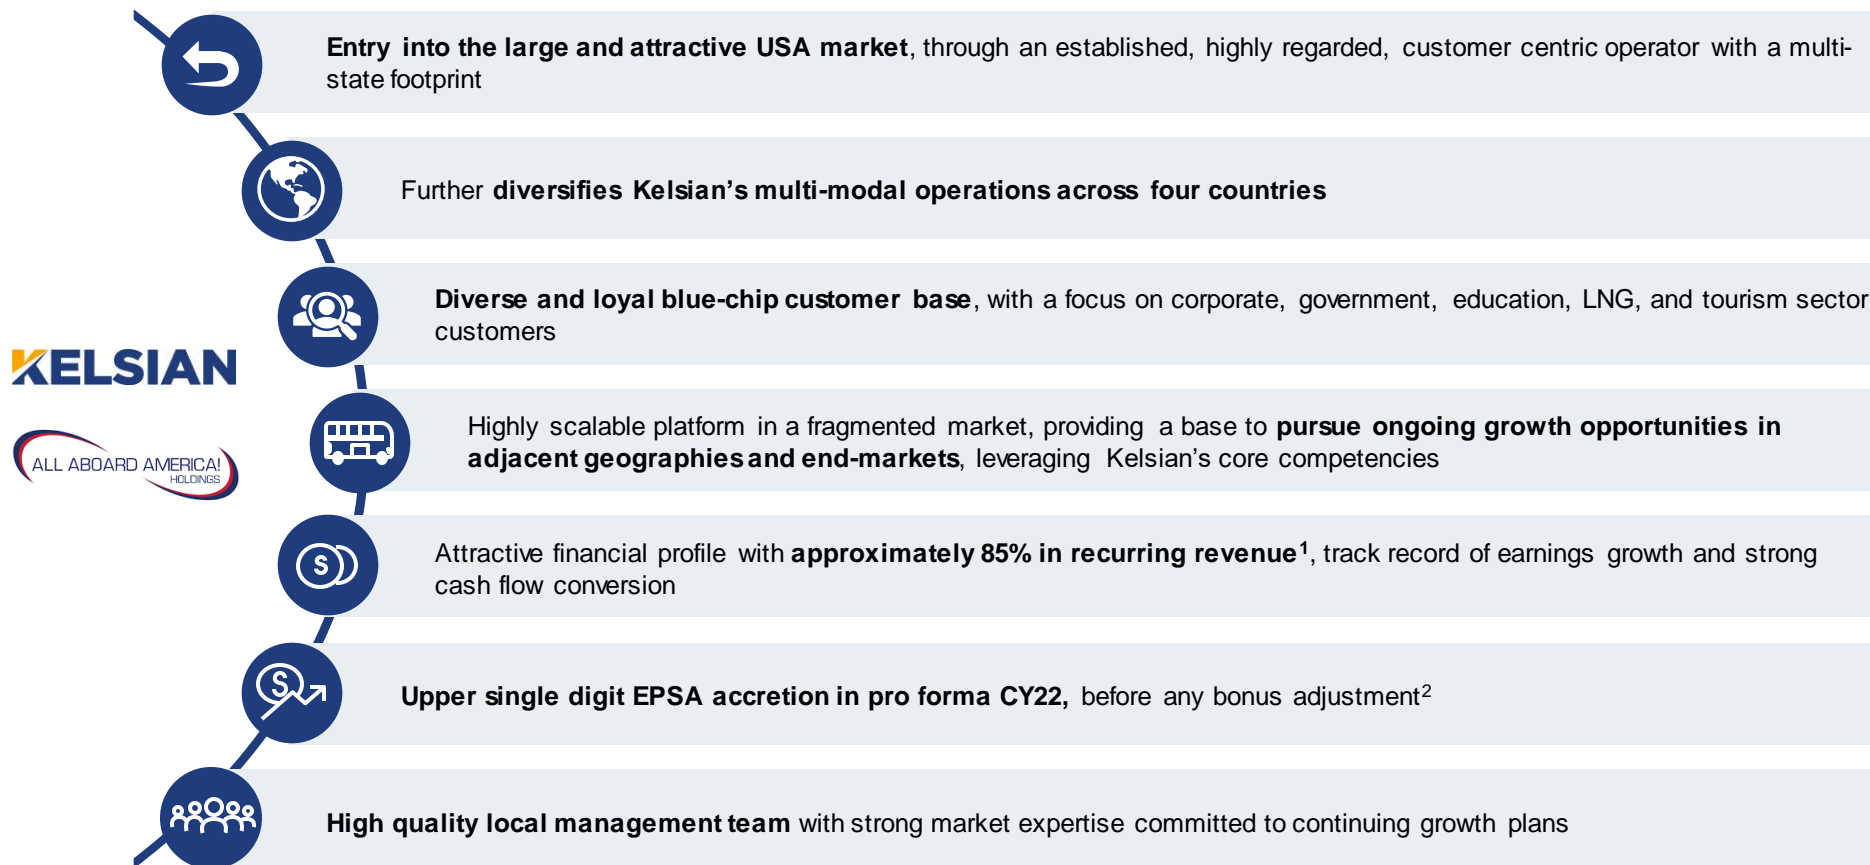 Entry into the large and attractive USA market, through an established, highly regarded, customer centric operator with a multi-
state footprint
Further diversifies Kelsian’s multi-modal operations across four countries
Diverse and loyal blue-chip customer base, with a focus on corporate, government, education, LNG, and tourism sector
customers
KELSIAN
Highly scalable platform in a fragmented market, providing a base to pursue ongoing growth opportunities in
adjacent geographies and end-markets, leveraging Kelsian’s core competencies
ALL ABOARD AMERICA!
HOLDINGS
Attractive financial profile with approximately 85% in recurring revenue1, track record of earnings growth and strong
cash flow conversion
Upper single digit EPSA accretion in pro forma CY22, before any bonus adjustment2
High quality local management team with strong market expertise committed to continuing growth plans